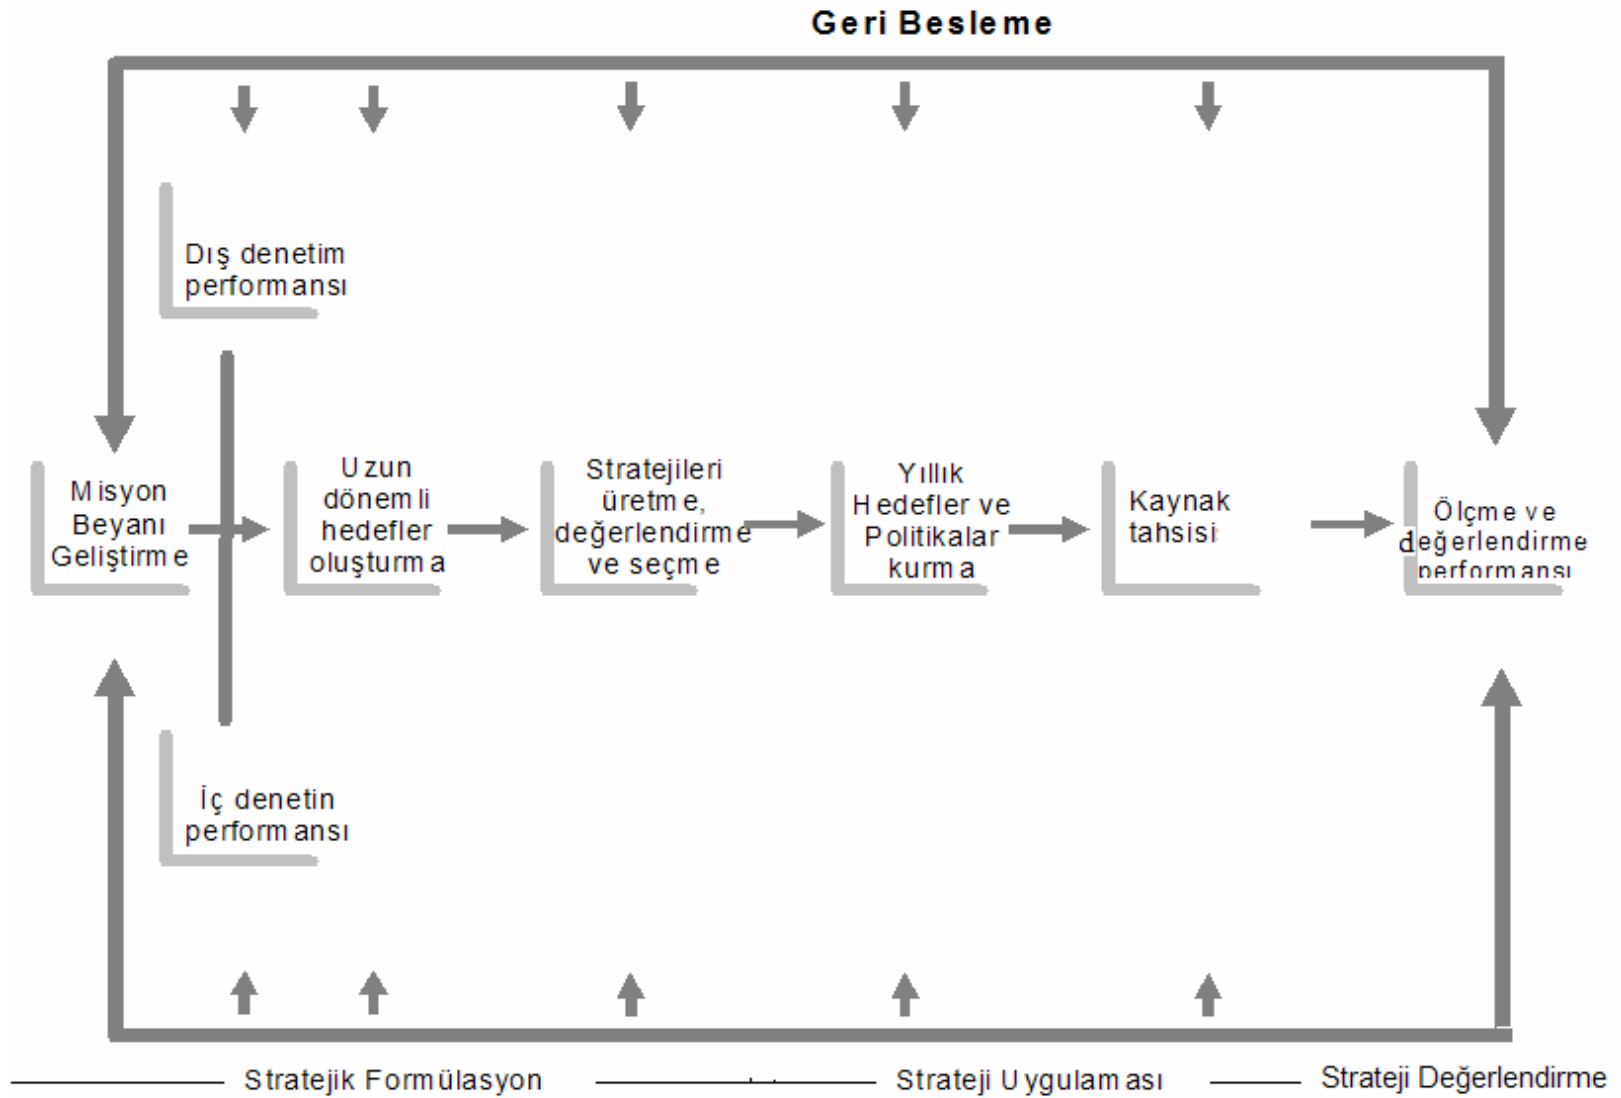 Geri Besleme
Dış denetim
performansı
Misyon
Beyanı
Geliştirme
Uzun
dönemli
hedefler
oluşturma
Stratejileri
üretme,
değerlendirme
ve seçme
Yıllık
Hedefler ve
Politikalar
kurma
Kaynak
tahsisi
Ölçme ve
değerlendirme
performansı
İç denetin
performansı
Stratejik Formülasyon
Strateji Uygulaması
Strateji Değerlendirme